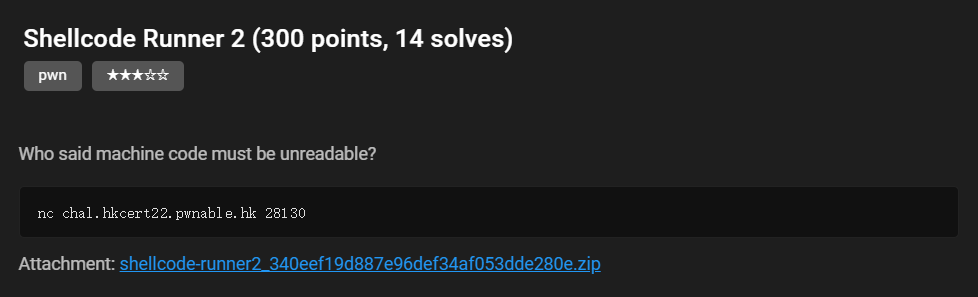 Shellcode Runner 2 (300 points, 14 solves)
pwn ★★★☆☆
Who said machine code must be unreadable?
nc chal.hkcert22.pwnable.hk 28130
Attachment: shellcode-runner2_340eef19d887e96def34af053dde280e.zip